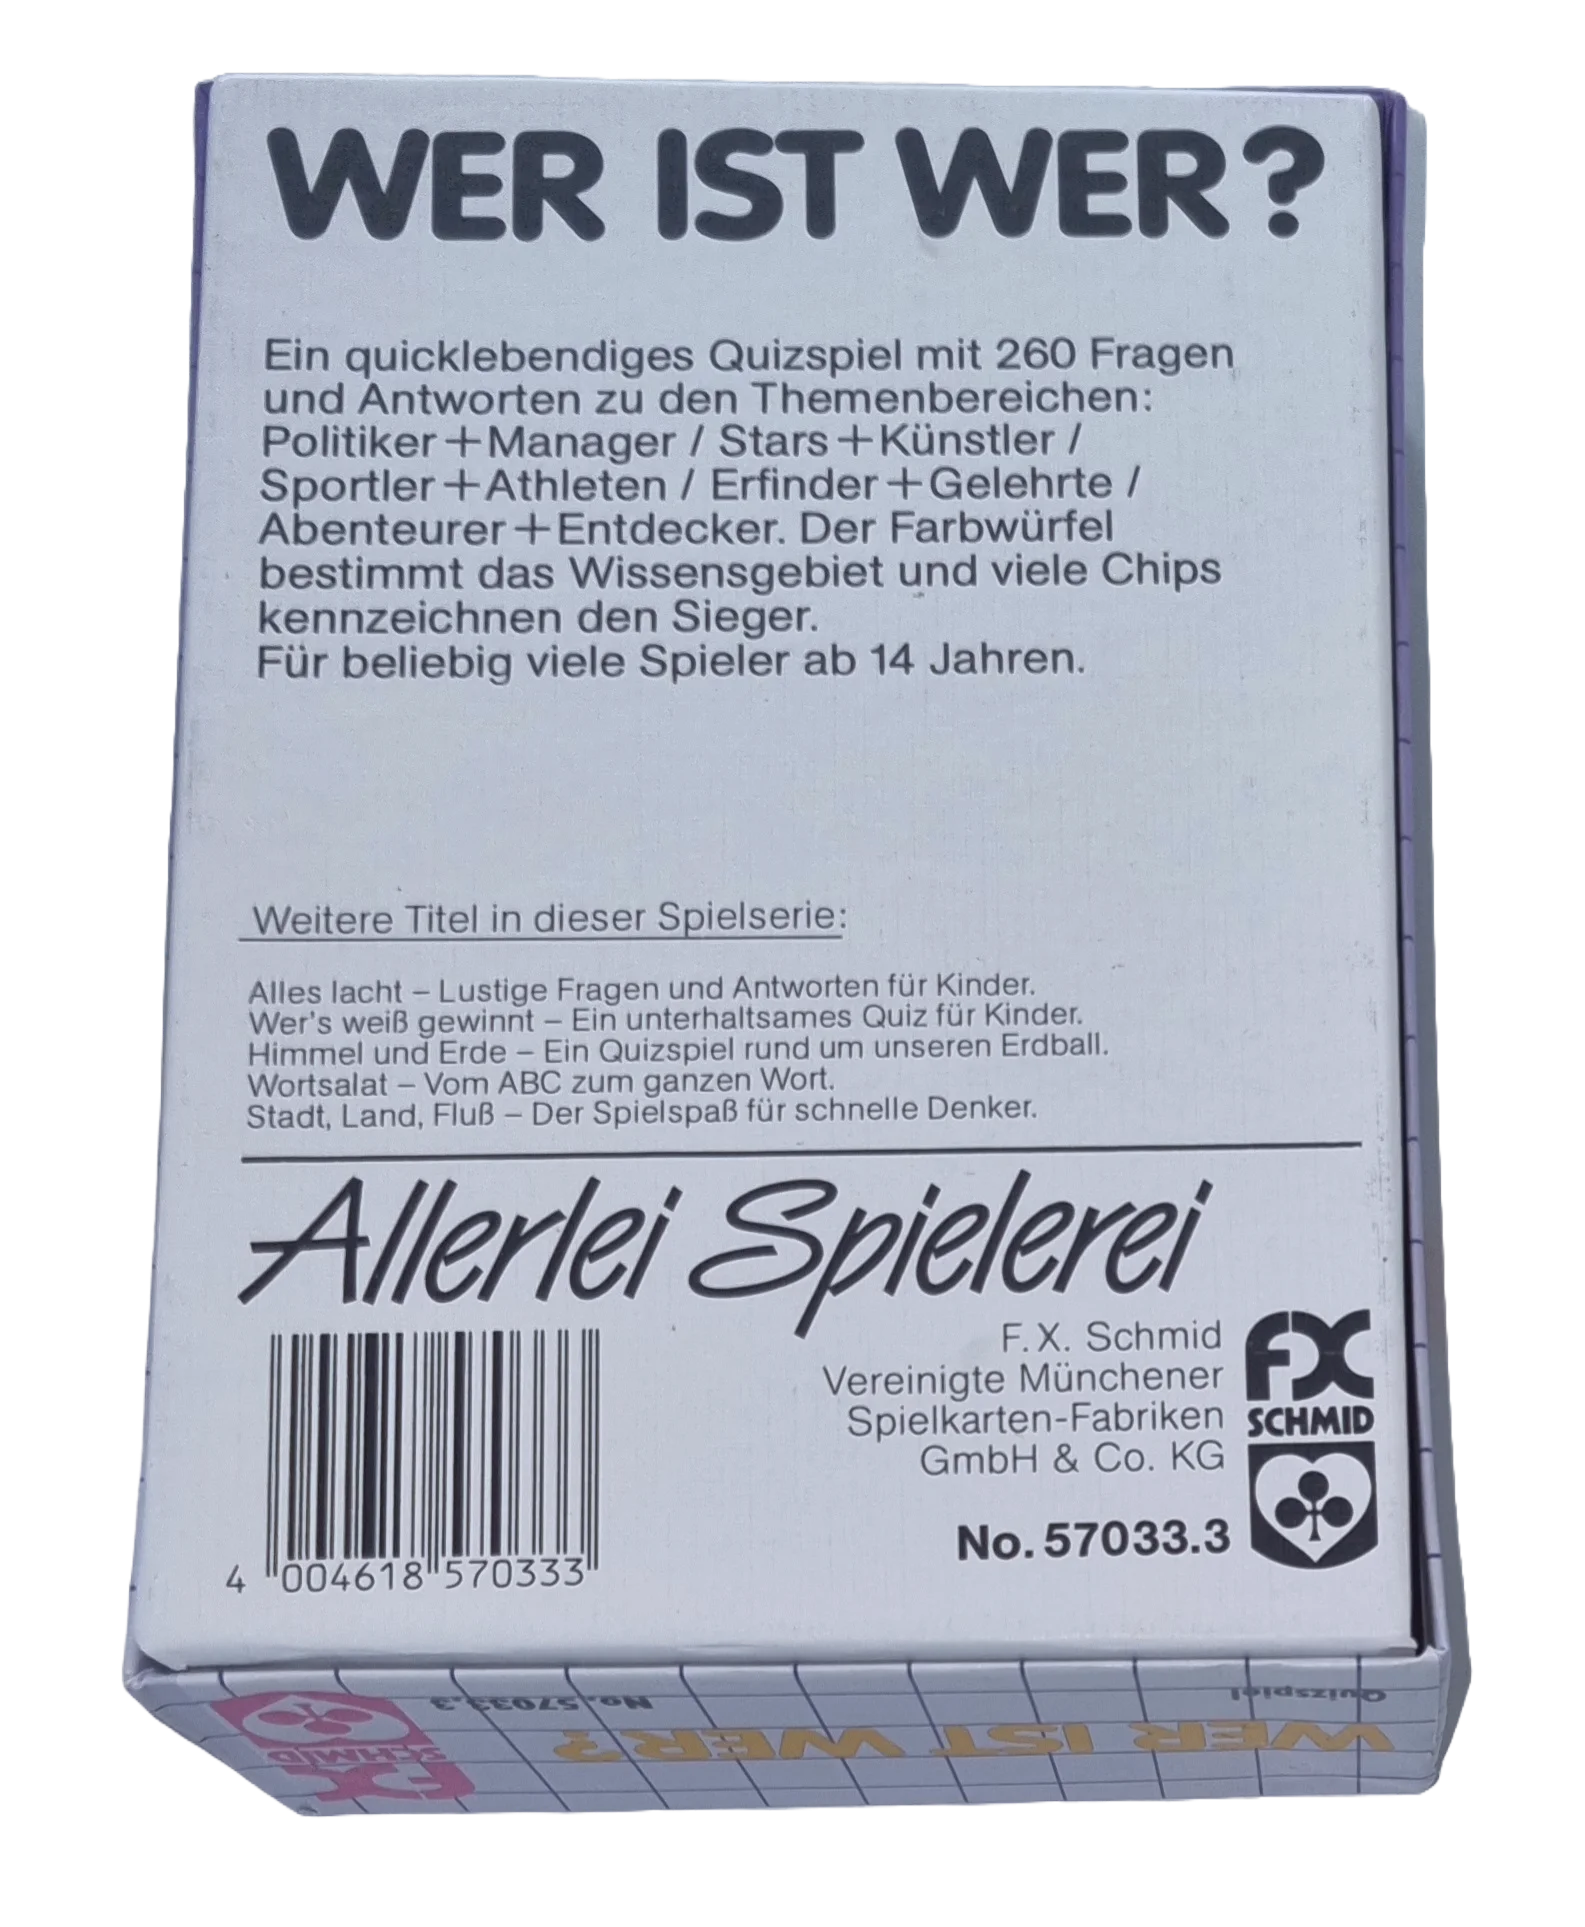 WER IST WER?
Ein quicklebendiges Quizspiel mit 260 Fragen
und Antworten zu den Themenbereichen:
Politiker+Manager / Stars+Künstler /
Sportler+Athleten / Erfinder+Gelehrte /
Abenteurer+Entdecker. Der Farbwürfel
bestimmt das Wissensgebiet und viele Chips
kennzeichnen den Sieger.
Für beliebig viele Spieler ab 14 Jahren.
Weitere Titel in dieser Spielserie:
Alles lacht – Lustige Fragen und Antworten für Kinder.
Wer's weiß gewinnt – Ein unterhaltsames Quiz für Kinder.
Himmel und Erde – Ein Quizspiel rund um unseren Erdball.
Wortsalat – Vom ABC zum ganzen Wort.
Stadt, Land, Fluß – Der Spielspaß für schnelle Denker.
Allerlei Spielerei
F.X. Schmid
Vereinigte Münchener
Spielkarten-Fabriken
GmbH & Co. KG
No. 57033.3
FX
SCHMID
4 004618 570333
Quizspiel
No. 57033.3
WER IST WER?
FX
SCHMID